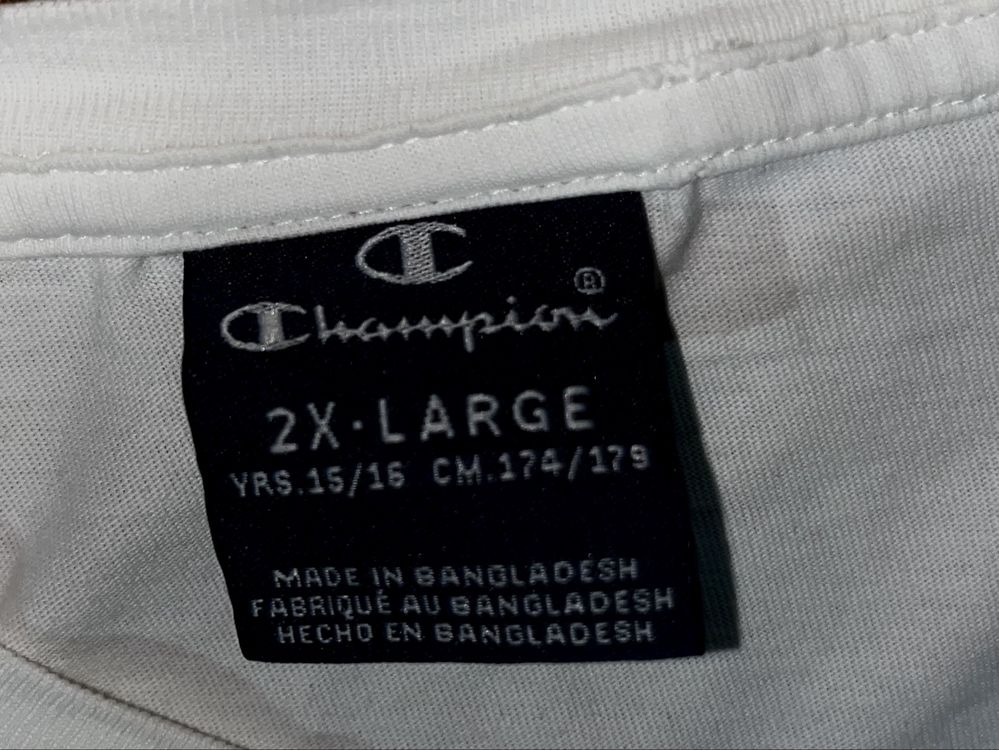 Champion®
2X·LARGE
YRS.15/16 CM.174/179
MADE IN BANGLADESH
FABRIQUÉ AU BANGLADESH
HECHO EN BANGLADESH